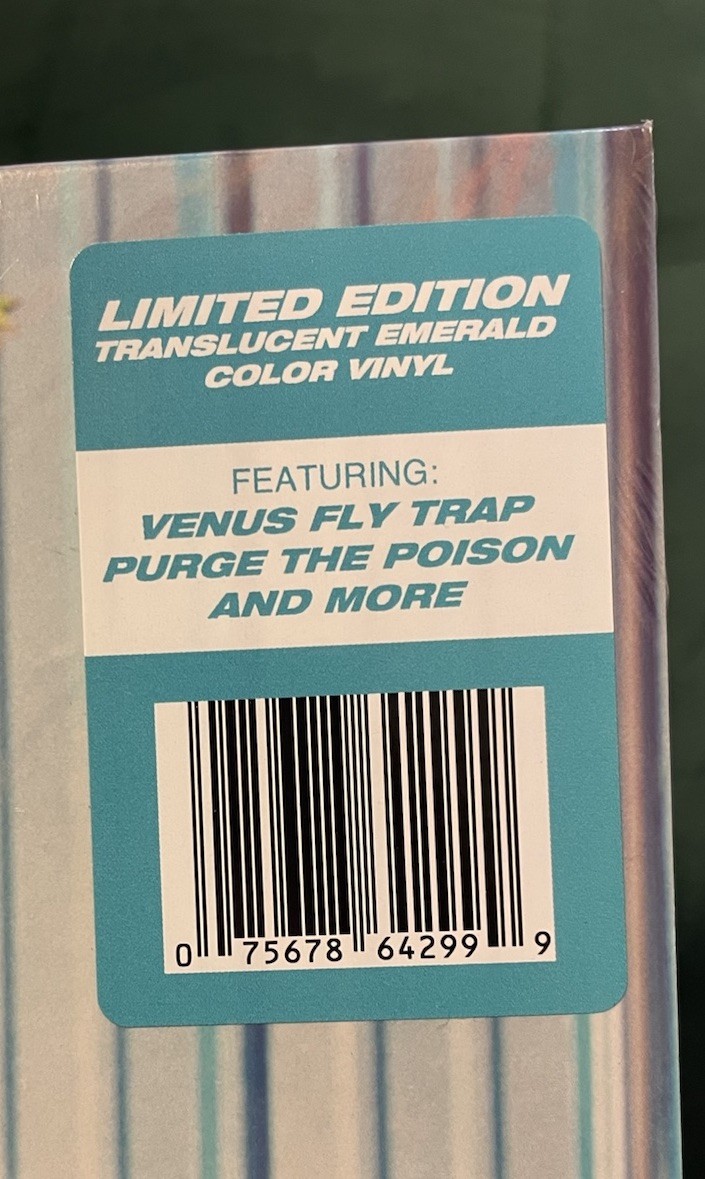 LIMITED EDITION
TRANSLUCENT EMERALD
COLOR VINYL
FEATURING:
VENUS FLY TRAP
PURGE THE POISON
AND MORE
0 75678 64299 9